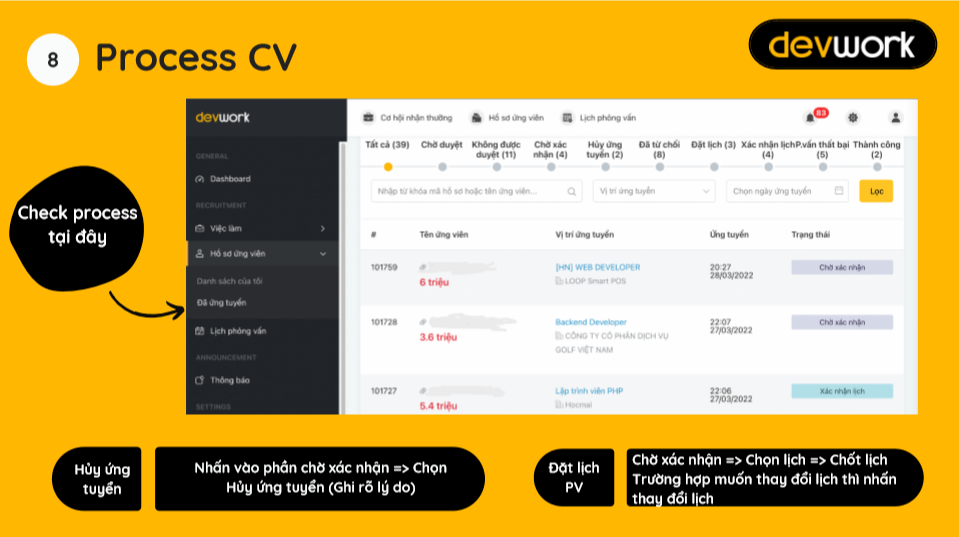 8
Process CV
devwork
devwork
Cơ hội nhận thưởng
Hồ sơ ứng viên
Lịch phỏng vấn
83
GENERAL
Dashboard
RECRUITMENT
Việc làm
Hồ sơ ứng viên
Danh sách của tôi
Đã ứng tuyển
Lịch phỏng vấn
ANNOUNCEMENT
Thông báo
SETTINGS
Check process
tại đây
Tất cả (39) Chờ duyệt Không được Chờ xác Hủy ứng Đã từ chối Đặt lịch (3) Xác nhận lịch P.vấn thất bại Thành công
duyệt (11) nhận (4) tuyển (2) (8) (4) (5) (2)
Nhập từ khóa mã hồ sơ hoặc tên ứng viên...
Vị trí ứng tuyển
Chọn ngày ứng tuyển
Lọc
# Tên ứng viên Vị trí ứng tuyển Ứng tuyển Trạng thái
101759 [HN] WEB DEVELOPER 20:27 Chờ xác nhận
6 triệu LOOP Smart POS 28/03/2022
101728 Backend Developer 22:07 Chờ xác nhận
3.6 triệu CÔNG TY CỔ PHẦN DỊCH VỤ 27/03/2022
GOLF VIỆT NAM
101727 Lập trình viên PHP 22:06 Xác nhận lịch
5.4 triệu Hocmai 27/03/2022
Hủy ứng
tuyển
Nhấn vào phần chờ xác nhận => Chọn
Hủy ứng tuyển (Ghi rõ lý do)
Đặt lịch
PV
Chờ xác nhận => Chọn lịch => Chốt lịch
Trường hợp muốn thay đổi lịch thì nhấn
thay đổi lịch